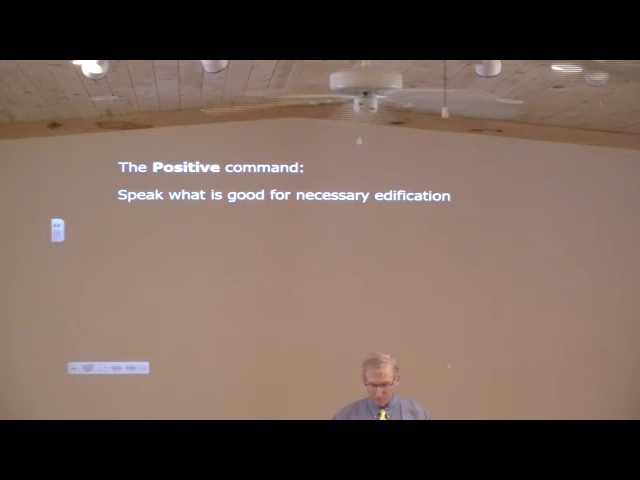 The Positive command:
Speak what is good for necessary edification